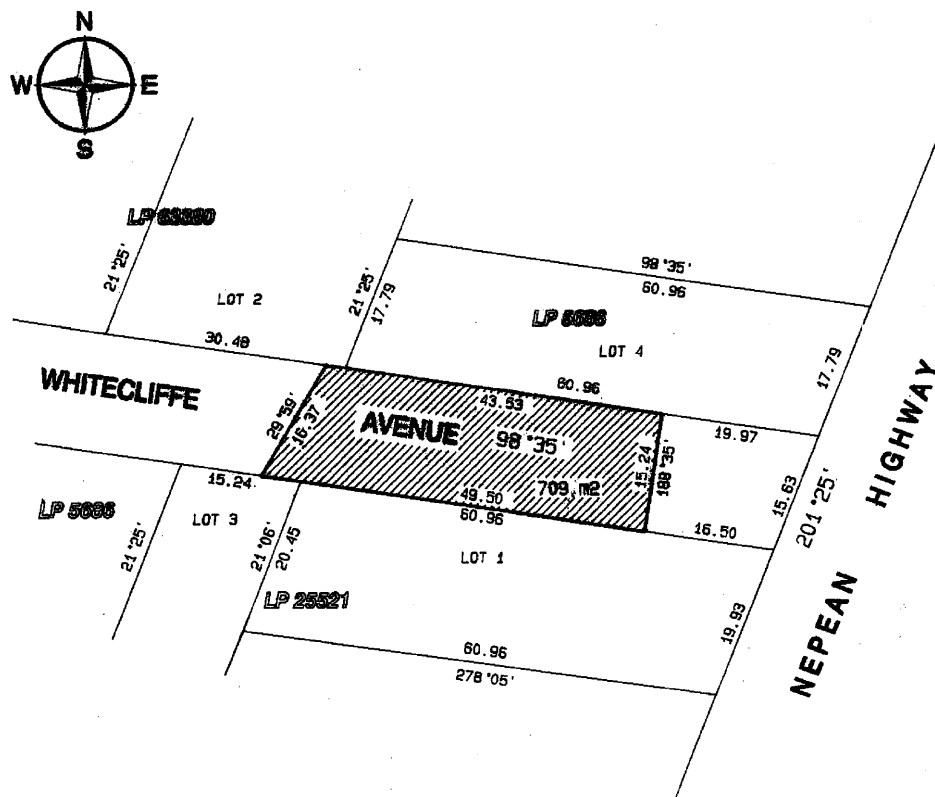 N
W E
S
LP 63380
21°25'
LOT 2
30.48
21°25'
17.79
98°35'
60.96
LP 5686
LOT 4
17.79
WHITECLIFFE
29°59'
16.37
AVENUE
98°35'
80.96
43.53
709 m2
15.24
188°35'
19.97
15.63
201°25'
NEPEAN HIGHWAY
15.24
LP 5686
21°25'
LOT 3
21°06'
20.45
49.50
60.96
16.50
LOT 1
LP 25521
19.93
60.96
278°05'